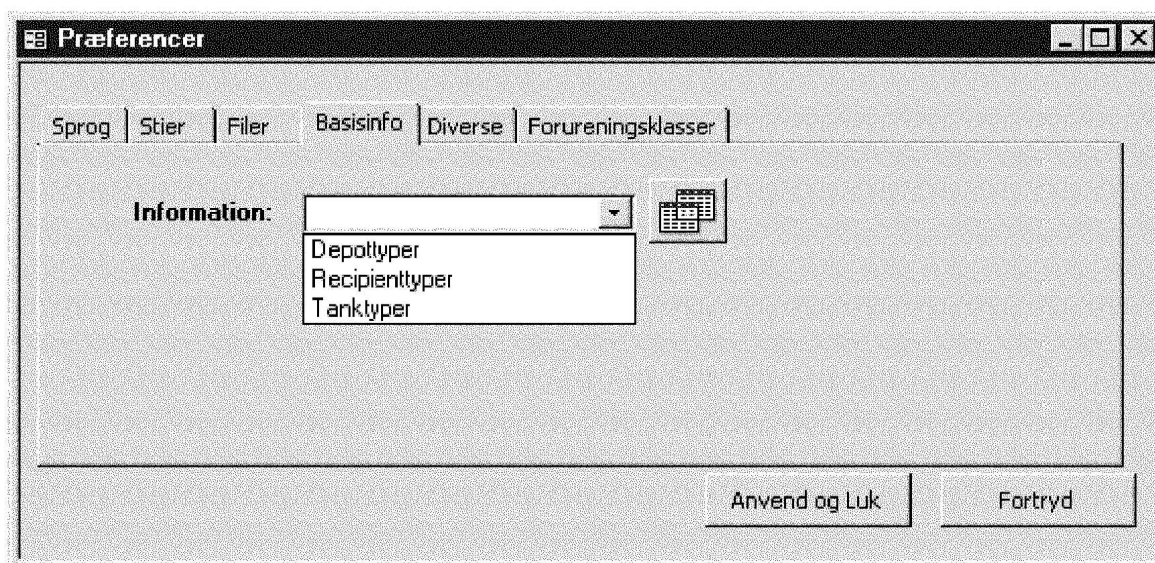 Præferencer
Sprog Stier Filer Basisinfo Diverse Forureningsklasser
Information:
Depottyper
Recipienttyper
Tanktyper
Anvend og Luk Fortryd